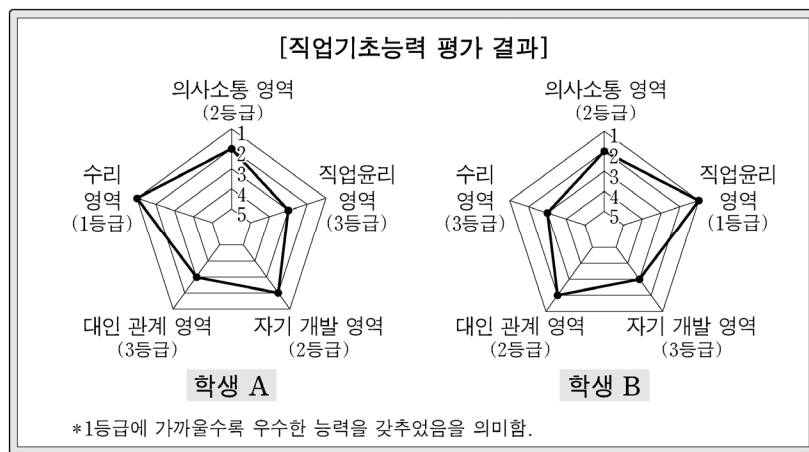 [직업기초능력 평가 결과]
의사소통 영역
(2등급)
1
2
3
4
5
수리
영역
(1등급)
직업윤리
영역
(3등급)
대인 관계 영역
(3등급)
자기 개발 영역
(2등급)
학생 A
의사소통 영역
(2등급)
1
2
3
4
5
수리
영역
(3등급)
직업윤리
영역
(1등급)
대인 관계 영역
(2등급)
자기 개발 영역
(3등급)
학생 B
*1등급에 가까울수록 우수한 능력을 갖추었음을 의미함.